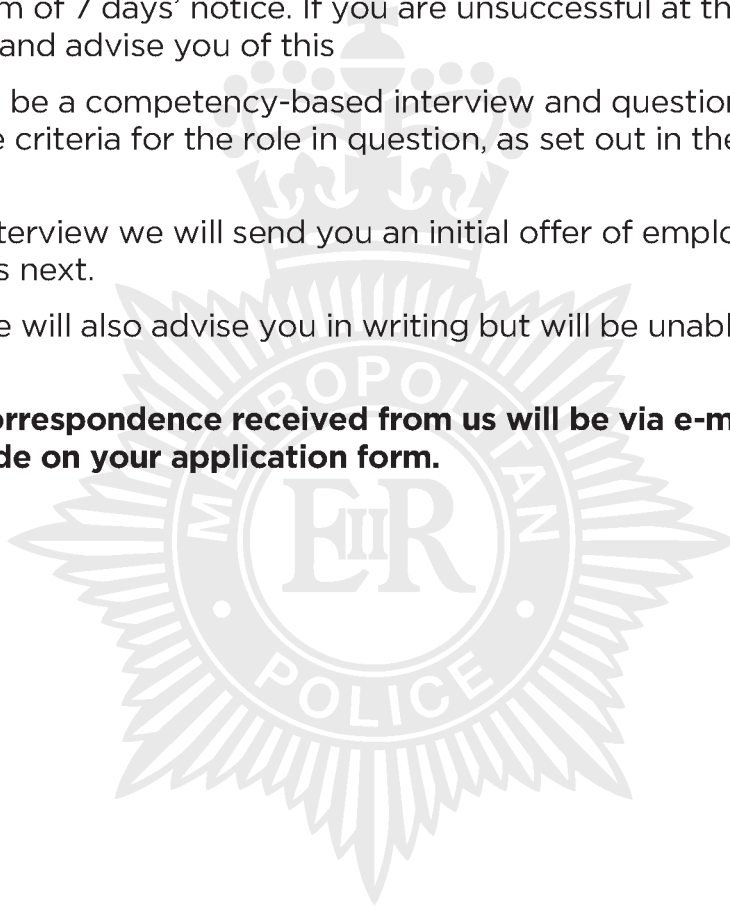 m of 7 days' notice. If you are unsuccessful at th
and advise you of this
be a competency-based interview and question
e criteria for the role in question, as set out in the
terview we will send you an initial offer of emplo
s next.
e will also advise you in writing but will be unabl
orrespondence received from us will be via e-m
de on your application form.
METROPOLITAN
EIIR
POLICE